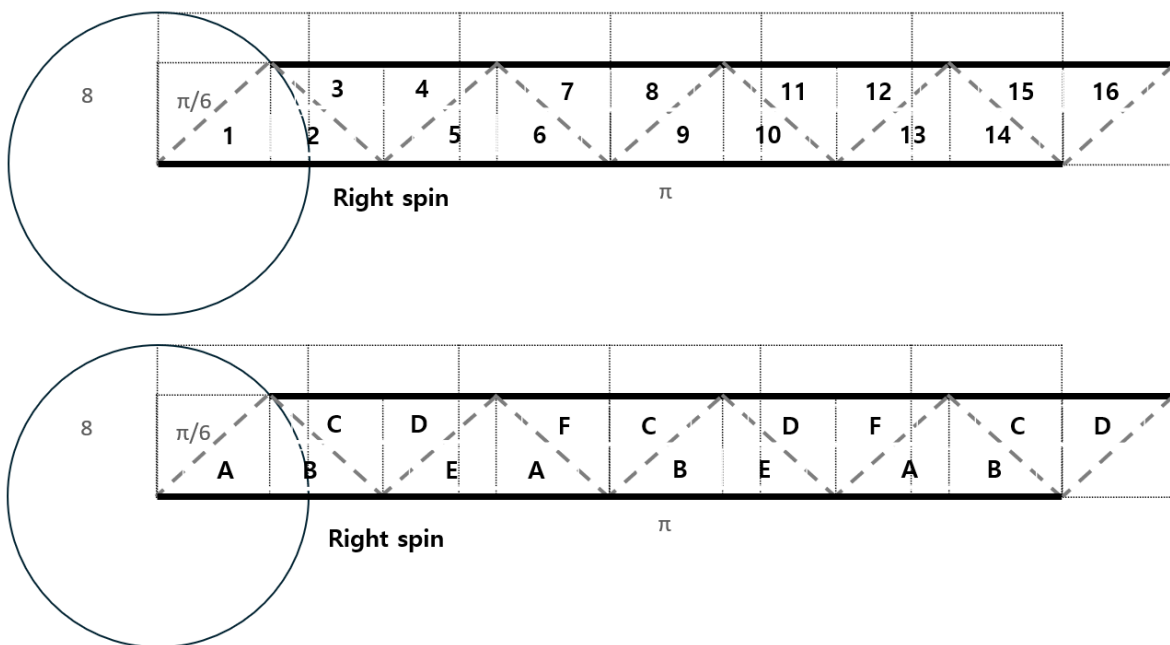 3 4 7 8 11 12 15 16
8 π/6
1 2 5 6 9 10 13 14
Right spin π
C D F C D F C D
8 π/6
A B E A B E A B
Right spin π